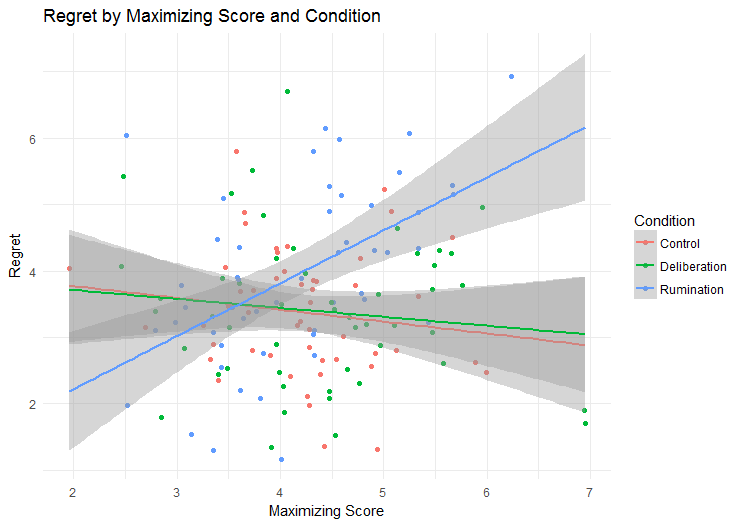 Regret by Maximizing Score and Condition
Regret
6
4
2
2 3 4 5 6 7
Maximizing Score
Condition
Control
Deliberation
Rumination